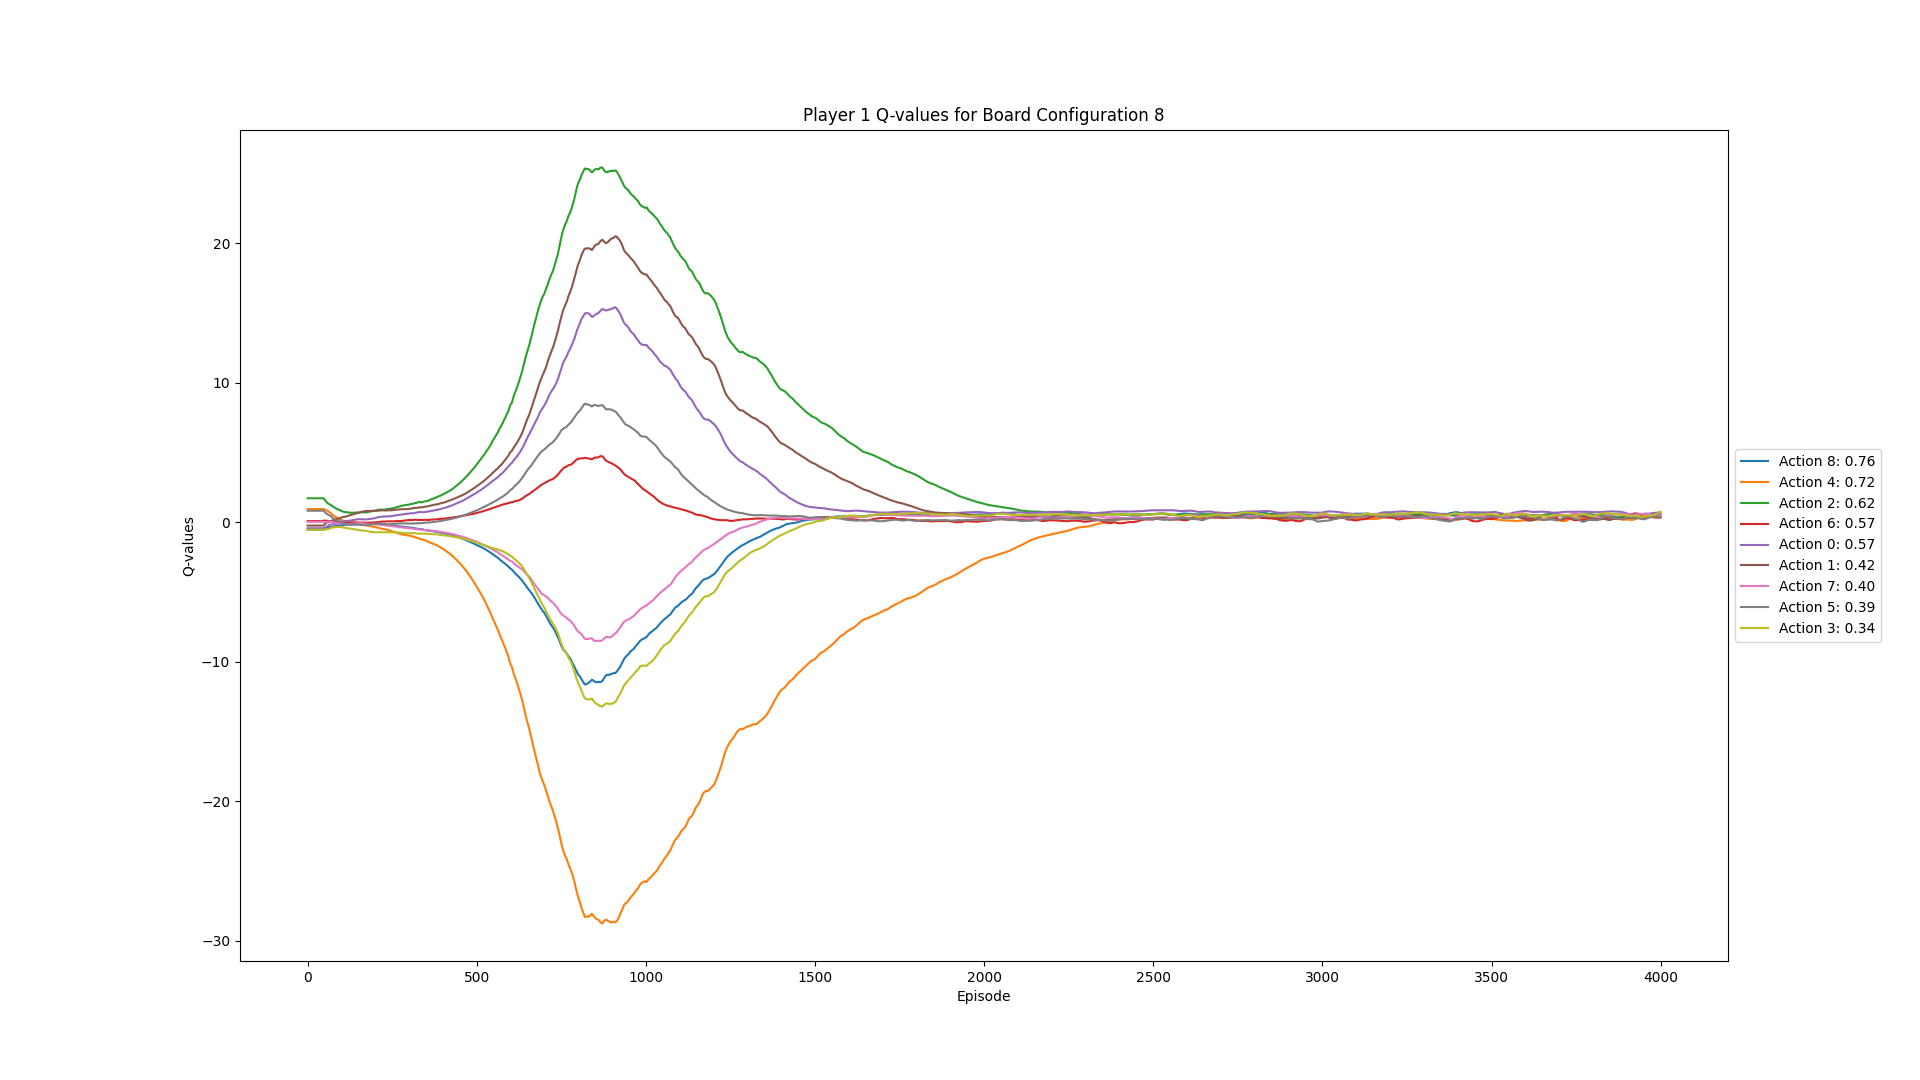 Player 1 Q-values for Board Configuration 8
20
10
0
−10
−20
−30
Q-values
0 500 1000 1500 2000 2500 3000 3500 4000
Episode
Action 8: 0.76
Action 4: 0.72
Action 2: 0.62
Action 6: 0.57
Action 0: 0.57
Action 1: 0.42
Action 7: 0.40
Action 5: 0.39
Action 3: 0.34